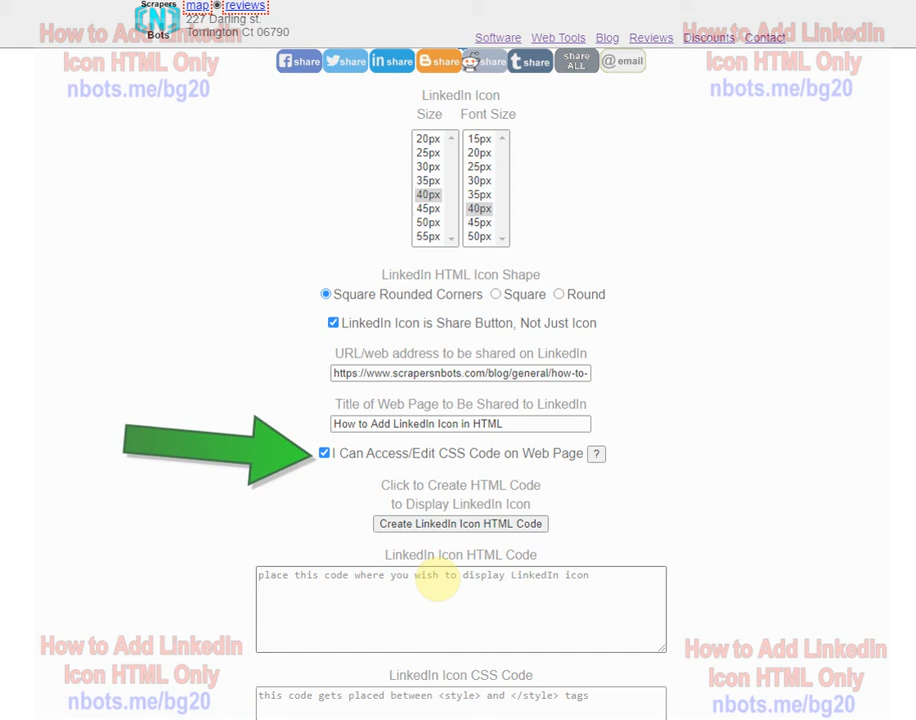 Scrapers
N
Bots
map reviews
227 Darling st.
Torrington Ct 06790
Software Web Tools Blog Reviews Discounts Contact
How to Add LinkedIn
Icon HTML Only
nbots.me/bg20
How to Add LinkedIn
Icon HTML Only
nbots.me/bg20
share share in share share share t share share ALL @ email
LinkedIn Icon
Size Font Size
20px 15px
25px 20px
30px 25px
35px 30px
40px 35px
45px 40px
50px 45px
55px 50px
LinkedIn HTML Icon Shape
Square Rounded Corners Square Round
LinkedIn Icon is Share Button, Not Just Icon
URL/web address to be shared on LinkedIn
https://www.scrapersnbots.com/blog/general/how-to-
Title of Web Page to Be Shared to LinkedIn
How to Add LinkedIn Icon in HTML
I Can Access/Edit CSS Code on Web Page ?
Click to Create HTML Code
to Display LinkedIn Icon
Create LinkedIn Icon HTML Code
LinkedIn Icon HTML Code
place this code where you wish to display LinkedIn icon
How to Add LinkedIn
Icon HTML Only
nbots.me/bg20
How to Add LinkedIn
Icon HTML Only
nbots.me/bg20
LinkedIn Icon CSS Code
this code gets placed between <style> and </style> tags